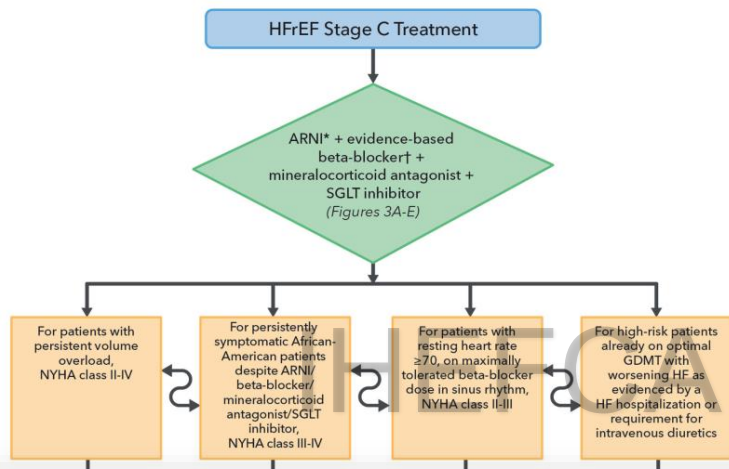 HFrEF Stage C Treatment
ARNI* + evidence-based
beta-blocker† +
mineralocorticoid antagonist +
SGLT inhibitor
(Figures 3A-E)
For patients with
persistent volume
overload,
NYHA class II-IV
For persistently
symptomatic African-
American patients
despite ARNI/
beta-blocker/
mineralocorticoid
antagonist/SGLT
inhibitor,
NYHA class III-IV
For patients with
resting heart rate
≥70, on maximally
tolerated beta-blocker
dose in sinus rhythm,
NYHA class II-III
For high-risk patients
already on optimal
GDMT with
worsening HF as
evidenced by a
HF hospitalization or
requirement for
intravenous diuretics
IHEFCA